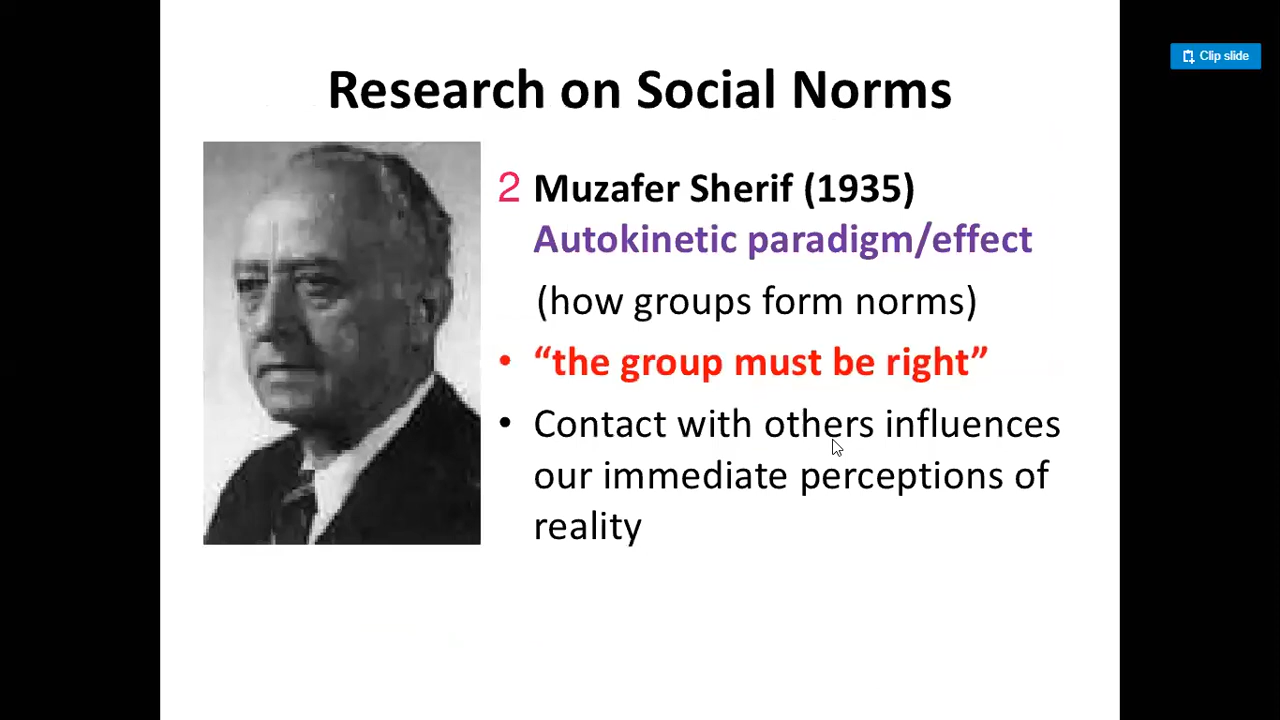 Clip slide
Research on Social Norms
2 Muzafer Sherif (1935)
Autokinetic paradigm/effect
(how groups form norms)
• “the group must be right”
• Contact with others influences
our immediate perceptions of
reality